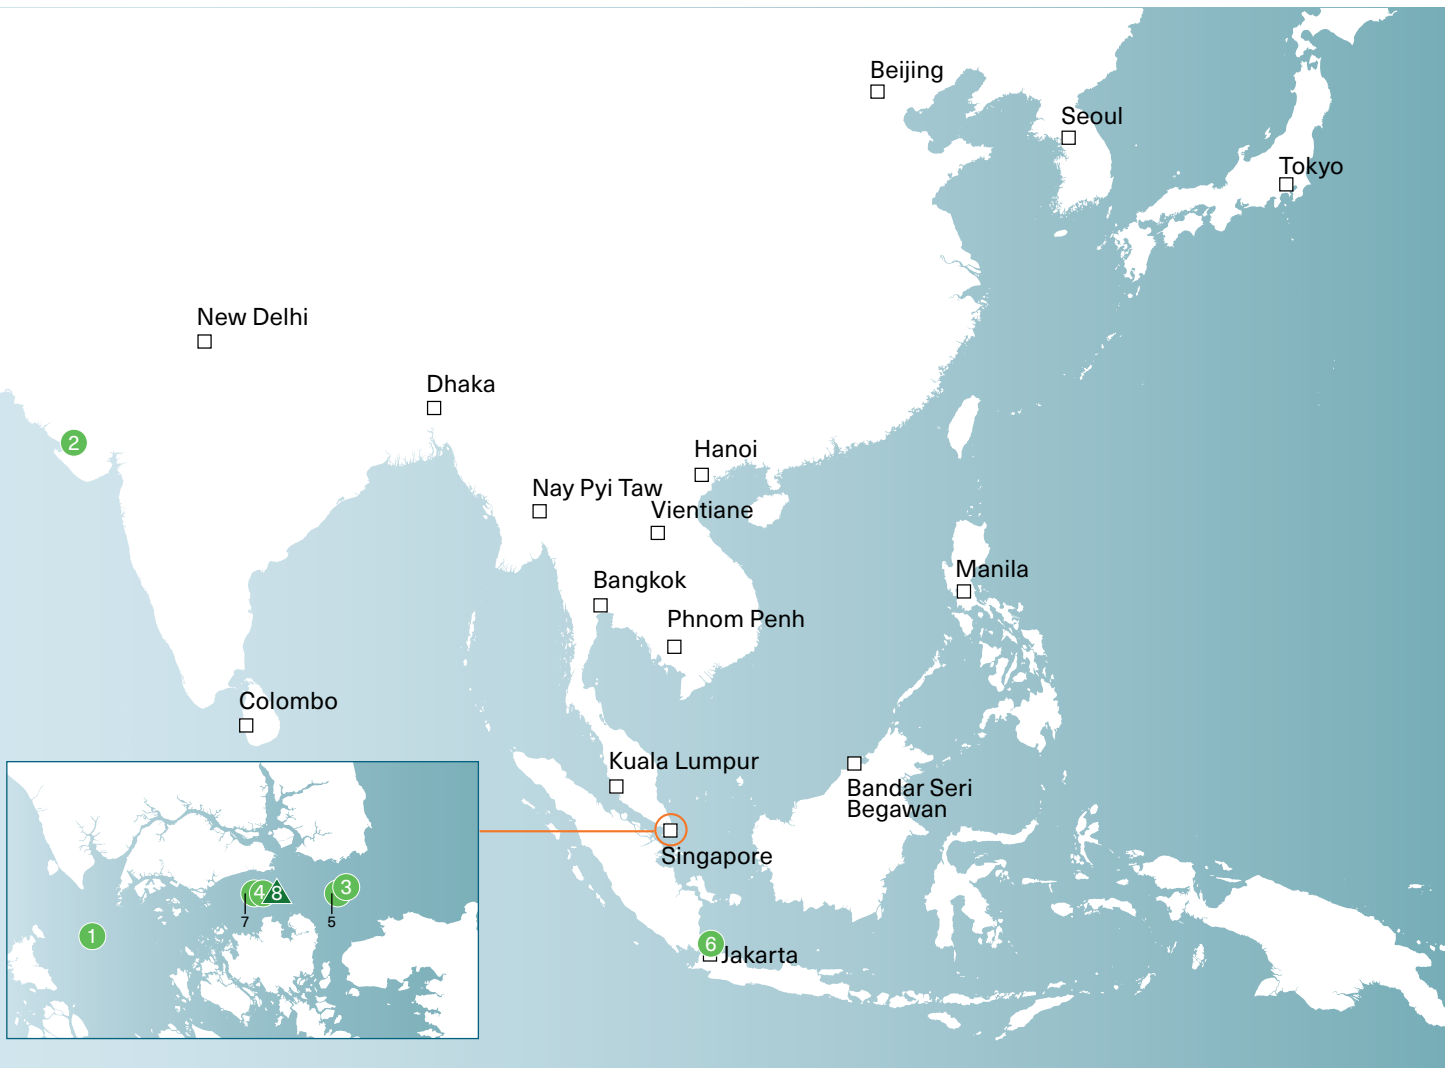 Beijing
Seoul
Tokyo
New Delhi
Dhaka
2
Hanoi
Nay Pyi Taw
Vientiane
Manila
Bangkok
Phnom Penh
Colombo
Kuala Lumpur
Bandar Seri
Begawan
Singapore
3
4
8
7
5
1
6
Jakarta